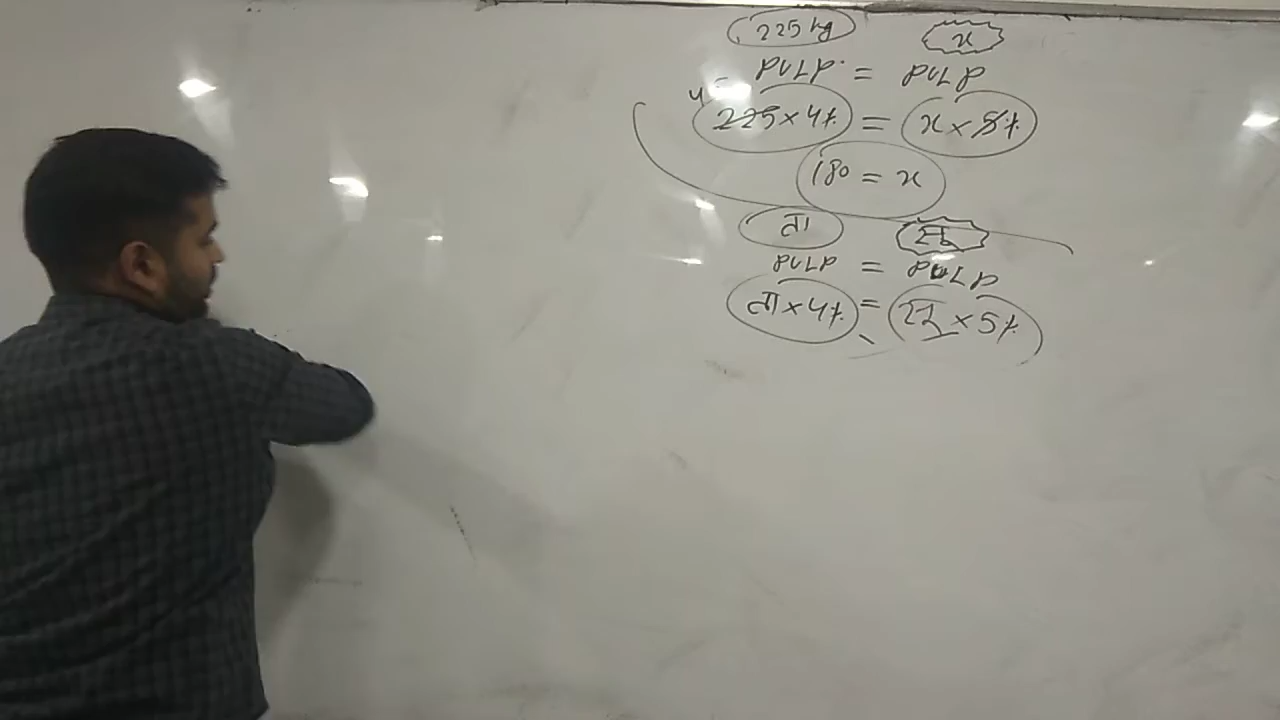 225 kg x
PULP = PULP
225 × 4% = x × 5%
180 = x
ता सू
PULP = PULP
ता × 4% = सू × 5%